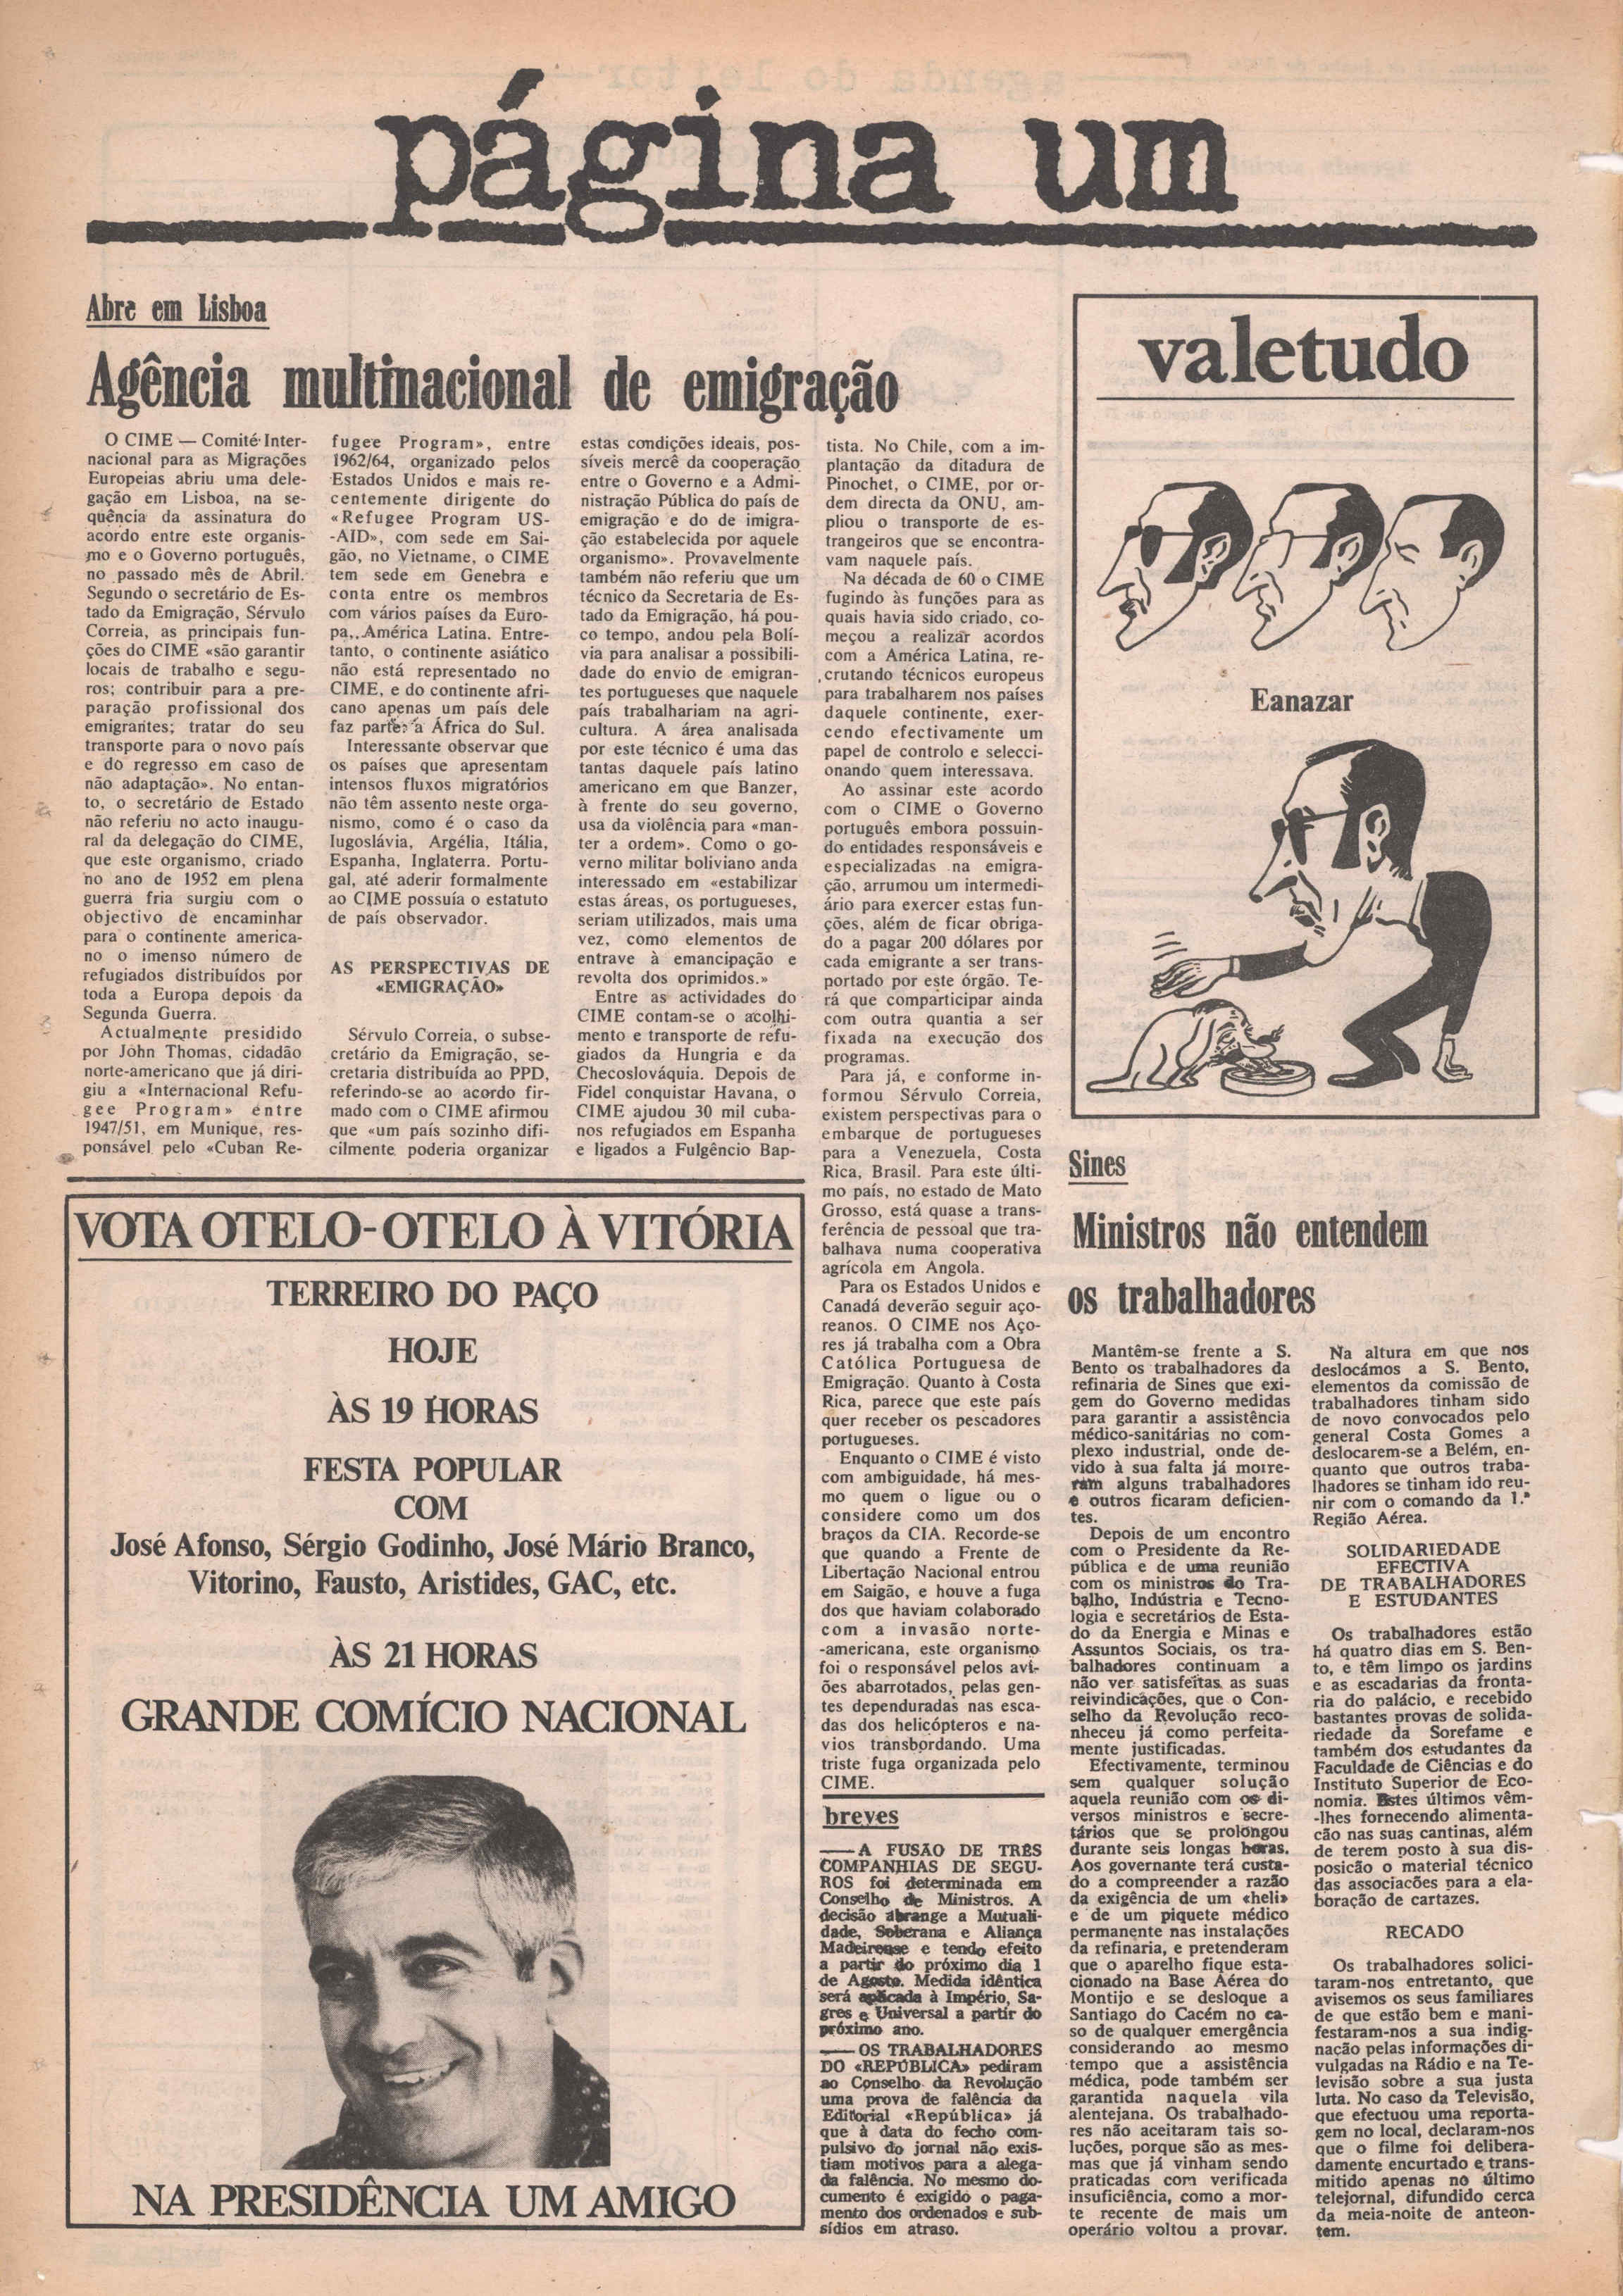 página um
Abre em Lisboa
Agência multinacional de emigração
O CIME — Comité Inter-
nacional para as Migrações
Europeias abriu uma dele-
gação em Lisboa, na se-
quência da assinatura do
acordo entre este organis-
mo e o Governo português,
no passado mês de Abril.
Segundo o secretário de Es-
tado da Emigração, Sérvulo
Correia, as principais fun-
ções do CIME «são garantir
locais de trabalho e segu-
ros; contribuir para a pre-
paração profissional dos
emigrantes; tratar do seu
transporte para o novo país
e do regresso em caso de
não adaptação». No entan-
to, o secretário de Estado
não referiu no acto inaugu-
ral da delegação do CIME,
que este organismo, criado
no ano de 1952 em plena
guerra fria surgiu com o
objectivo de encaminhar
para o continente america-
no o imenso número de
refugiados distribuídos por
toda a Europa depois da
Segunda Guerra.
Actualmente presidido
por John Thomas, cidadão
norte-americano que já diri-
giu a «Internacional Refu-
gee Program» entre
1947/51, em Munique, res-
ponsável pelo «Cuban Re-
fugee Program», entre
1962/64, organizado pelos
Estados Unidos e mais re-
centemente dirigente do
«Refugee Program US-
-AID», com sede em Sai-
gão, no Vietname, o CIME
tem sede em Genebra e
conta entre os membros
com vários países da Euro-
pa,.América Latina. Entre-
tanto, o continente asiático
não está representado no
CIME, e do continente afri-
cano apenas um país dele
faz parte: a África do Sul.
Interessante observar que
os países que apresentam
intensos fluxos migratórios
não têm assento neste orga-
nismo, como é o caso da
Iugoslávia, Argélia, Itália,
Espanha, Inglaterra. Portu-
gal, até aderir formalmente
ao CIME possuía o estatuto
de país observador.
AS PERSPECTIVAS DE
«EMIGRAÇÃO»
Sérvulo Correia, o subse-
cretário da Emigração, se-
cretaria distribuída ao PPD,
referindo-se ao acordo fir-
mado com o CIME afirmou
que «um país sozinho difi-
cilmente poderia organizar
estas condições ideais, pos-
síveis mercê da cooperação
entre o Governo e a Admi-
nistração Pública do país de
emigração e do de imigra-
ção estabelecida por aquele
organismo». Provavelmente
também não referiu que um
técnico da Secretaria de Es-
tado da Emigração, há pou-
co tempo, andou pela Bolí-
via para analisar a possibili-
dade do envio de emigran-
tes portugueses que naquele
país trabalhariam na agri-
cultura. A área analisada
por este técnico é uma das
tantas daquele país latino
americano em que Banzer,
à frente do seu governo,
usa da violência para «man-
ter a ordem». Como o go-
verno militar boliviano anda
interessado em «estabilizar
estas áreas, os portugueses,
seriam utilizados, mais uma
vez, como elementos de
entrave à emancipação e
revolta dos oprimidos.»
Entre as actividades do
CIME contam-se o acolhi-
mento e transporte de refu-
giados da Hungria e da
Checoslováquia. Depois de
Fidel conquistar Havana, o
CIME ajudou 30 mil cuba-
nos refugiados em Espanha
e ligados a Fulgêncio Bap-
tista. No Chile, com a im-
plantação da ditadura de
Pinochet, o CIME, por or-
dem directa da ONU, am-
pliou o transporte de es-
trangeiros que se encontra-
vam naquele país.
Na década de 60 o CIME
fugindo às funções para as
quais havia sido criado, co-
meçou a realizar acordos
com a América Latina, re-
crutando técnicos europeus
para trabalharem nos países
daquele continente, exer-
cendo efectivamente um
papel de controlo e selecci-
onando quem interessava.
Ao assinar este acordo
com o CIME o Governo
português embora possuin-
do entidades responsáveis e
especializadas na emigra-
ção, arrumou um intermedi-
ário para exercer estas fun-
ções, além de ficar obriga-
do a pagar 200 dólares por
cada emigrante a ser trans-
portado por este órgão. Te-
rá que comparticipar ainda
com outra quantia a ser
fixada na execução dos
programas.
Para já, e conforme in-
formou Sérvulo Correia,
existem perspectivas para o
embarque de portugueses
para a Venezuela, Costa
Rica, Brasil. Para este últi-
mo país, no estado de Mato
Grosso, está quase a trans-
ferência de pessoal que tra-
balhava numa cooperativa
agrícola em Angola.
Para os Estados Unidos e
Canadá deverão seguir aço-
reanos. O CIME nos Aço-
res já trabalha com a Obra
Católica Portuguesa de
Emigração. Quanto à Costa
Rica, parece que este país
quer receber os pescadores
portugueses.
Enquanto o CIME é visto
com ambiguidade, há mes-
mo quem o ligue ou o
considere como um dos
braços da CIA. Recorde-se
que quando a Frente de
Libertação Nacional entrou
em Saigão, e houve a fuga
dos que haviam colaborado
com a invasão norte-
-americana, este organismo
foi o responsável pelos avi-
ões abarrotados, pelas gen-
tes dependuradas nas esca-
das dos helicópteros e na-
vios transbordando. Uma
triste fuga organizada pelo
CIME.
valetudo
Eanazar
VOTA OTELO-OTELO À VITÓRIA
TERREIRO DO PAÇO
HOJE
ÀS 19 HORAS
FESTA POPULAR
COM
José Afonso, Sérgio Godinho, José Mário Branco,
Vitorino, Fausto, Aristides, GAC, etc.
ÀS 21 HORAS
GRANDE COMÍCIO NACIONAL
NA PRESIDÊNCIA UM AMIGO
breves
—A FUSÃO DE TRÊS
COMPANHIAS DE SEGU-
ROS foi determinada em
Conselho de Ministros. A
decisão abrange a Mutuali-
dade, Soberana e Aliança
Madeirense e tendo efeito
a partir do próximo dia 1
de Agosto. Medida idêntica
será aplicada à Império, Sa-
gres e Universal a partir do
próximo ano.
— OS TRABALHADORES
DO «REPÚBLICA» pediram
ao Conselho da Revolução
uma prova de falência da
Editorial «República» já
que à data do fecho com-
pulsivo do jornal não exis-
tiam motivos para a alega-
da falência. No mesmo do-
cumento é exigido o paga-
mento dos ordenados e sub-
sídios em atraso.
Sines
Ministros não entendem
os trabalhadores
Mantêm-se frente a S.
Bento os trabalhadores da
refinaria de Sines que exi-
gem do Governo medidas
para garantir a assistência
médico-sanitárias no com-
plexo industrial, onde de-
vido à sua falta já morre-
ram alguns trabalhadores
e outros ficaram deficien-
tes.
Depois de um encontro
com o Presidente da Re-
pública e de uma reunião
com os ministros do Tra-
balho, Indústria e Tecno-
logia e secretários de Esta-
do da Energia e Minas e
Assuntos Sociais, os tra-
balhadores continuam a
não ver satisfeitas as suas
reivindicações, que o Con-
selho da Revolução reco-
nheceu já como perfeita-
mente justificadas.
Efectivamente, terminou
sem qualquer solução
aquela reunião com os di-
versos ministros e secre-
tários que se prolongou
durante seis longas horas.
Aos governante terá custa-
do a compreender a razão
da exigência de um «heli»
e de um piquete médico
permanente nas instalações
da refinaria, e pretenderam
que o aparelho fique esta-
cionado na Base Aérea do
Montijo e se desloque a
Santiago do Cacém no ca-
so de qualquer emergência
considerando ao mesmo
tempo que a assistência
médica, pode também ser
garantida naquela vila
alentejana. Os trabalhado-
res não aceitaram tais so-
luções, porque são as mes-
mas que já vinham sendo
praticadas com verificada
insuficiência, como a mor-
te recente de mais um
operário voltou a provar.
Na altura em que nos
deslocámos a S. Bento,
elementos da comissão de
trabalhadores tinham sido
de novo convocados pelo
general Costa Gomes a
deslocarem-se a Belém, en-
quanto que outros traba-
lhadores se tinham ido reu-
nir com o comando da 1.ª
Região Aérea.
SOLIDARIEDADE
EFECTIVA
DE TRABALHADORES
E ESTUDANTES
Os trabalhadores estão
há quatro dias em S. Ben-
to, e têm limpo os jardins
e as escadarias da fronta-
ria do palácio, e recebido
bastantes provas de solida-
riedade da Sorefame e
também dos estudantes da
Faculdade de Ciências e do
Instituto Superior de Eco-
nomia. Estes últimos vêm-
-lhes fornecendo alimenta-
ção nas suas cantinas, além
de terem posto à sua dis-
posição o material técnico
das associações para a ela-
boração de cartazes.
RECADO
Os trabalhadores solici-
taram-nos entretanto, que
avisemos os seus familiares
de que estão bem e mani-
festaram-nos a sua indig-
nação pelas informações di-
vulgadas na Rádio e na Te-
levisão sobre a sua justa
luta. No caso da Televisão,
que efectuou uma reporta-
gem no local, declaram-nos
que o filme foi delibera-
damente encurtado e trans-
mitido apenas no último
telejornal, difundido cerca
da meia-noite de anteon-
tem.